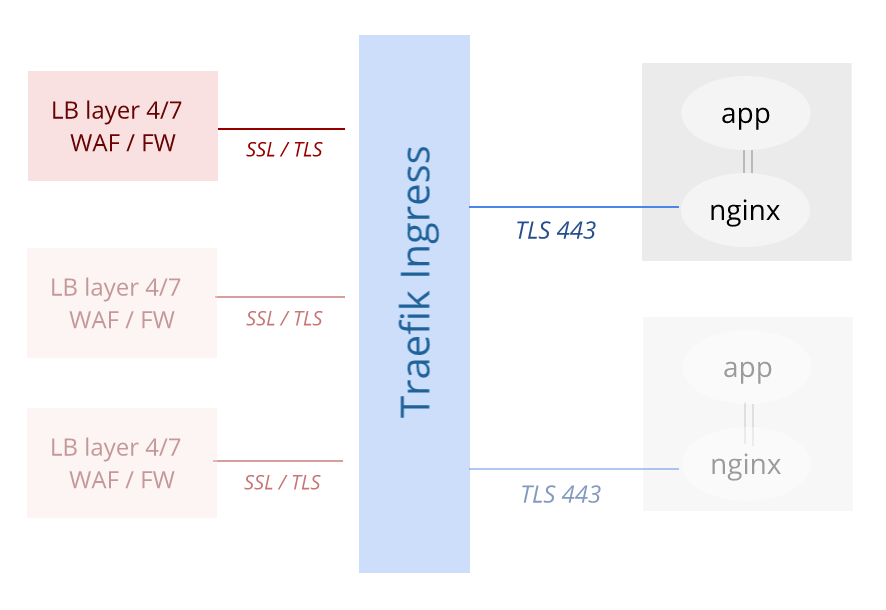 LB layer 4/7
WAF / FW
SSL / TLS
LB layer 4/7
WAF / FW
SSL / TLS
LB layer 4/7
WAF / FW
SSL / TLS
Traefik Ingress
TLS 443
app
nginx
TLS 443
app
nginx